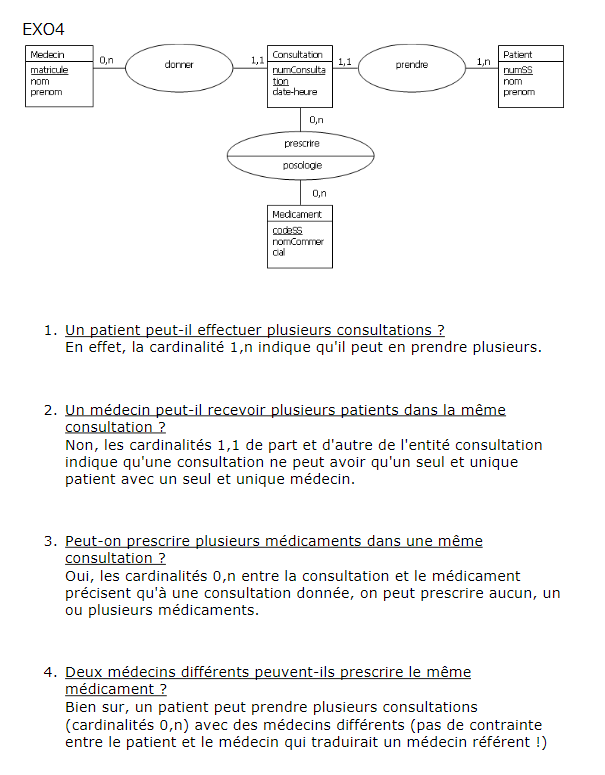 EXO4
Medecin
matricule
nom
prenom
0,n
donner
1,1
Consultation
numConsulta
tion
date-heure
1,1
prendre
1,n
Patient
numSS
nom
prenom
0,n
prescrire
posologie
0,n
Medicament
codeSS
nomCommer
cial
1. Un patient peut-il effectuer plusieurs consultations ?
En effet, la cardinalité 1,n indique qu'il peut en prendre plusieurs.
2. Un médecin peut-il recevoir plusieurs patients dans la même
consultation ?
Non, les cardinalités 1,1 de part et d'autre de l'entité consultation
indique qu'une consultation ne peut avoir qu'un seul et unique
patient avec un seul et unique médecin.
3. Peut-on prescrire plusieurs médicaments dans une même
consultation ?
Oui, les cardinalités 0,n entre la consultation et le médicament
précisent qu'à une consultation donnée, on peut prescrire aucun, un
ou plusieurs médicaments.
4. Deux médecins différents peuvent-ils prescrire le même
médicament ?
Bien sur, un patient peut prendre plusieurs consultations
(cardinalités 0,n) avec des médecins différents (pas de contrainte
entre le patient et le médecin qui traduirait un médecin référent !)